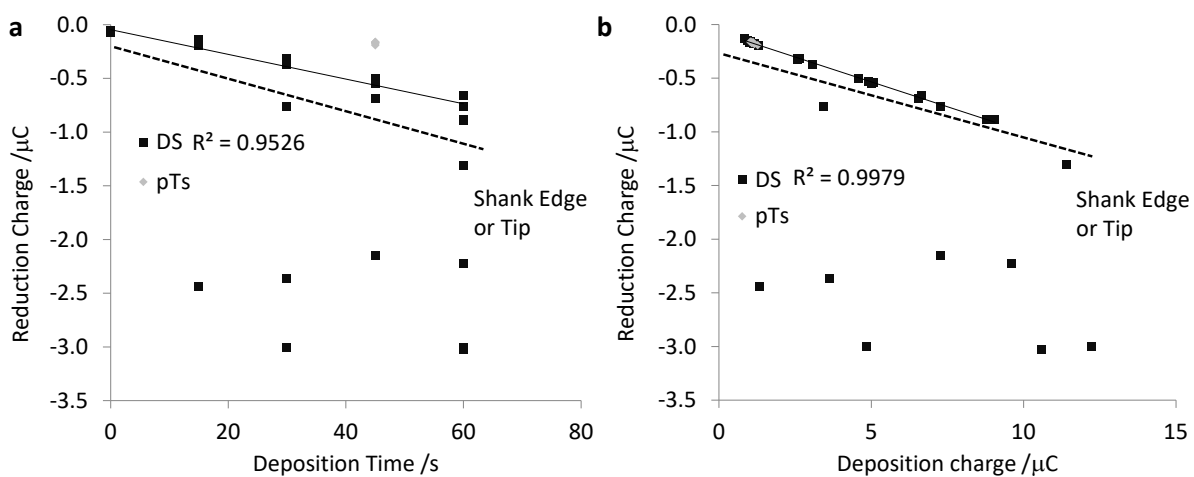 a
0.0
-0.5
-1.0
-1.5
-2.0
-2.5
-3.0
-3.5
Reduction Charge /μC
DS R² = 0.9526
pTs
Shank Edge
or Tip
0 20 40 60 80
Deposition Time /s
b
0.0
-0.5
-1.0
-1.5
-2.0
-2.5
-3.0
-3.5
Reduction Charge /μC
DS R² = 0.9979
pTs
Shank Edge
or Tip
0 5 10 15
Deposition charge /μC